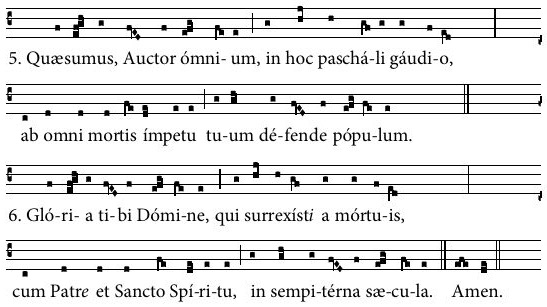 5. Quæsumus, Auctor ómni- um, in hoc paschá-li gáudi-o,
ab omni mortis ímpetu tu-um dé-fende pópu-lum.
6. Gló-ri- a ti-bi Dómi-ne, qui surrexísti a mórtu-is,
cum Patre et Sancto Spí-ri-tu, in sempi-térna sæ-cu-la. Amen.